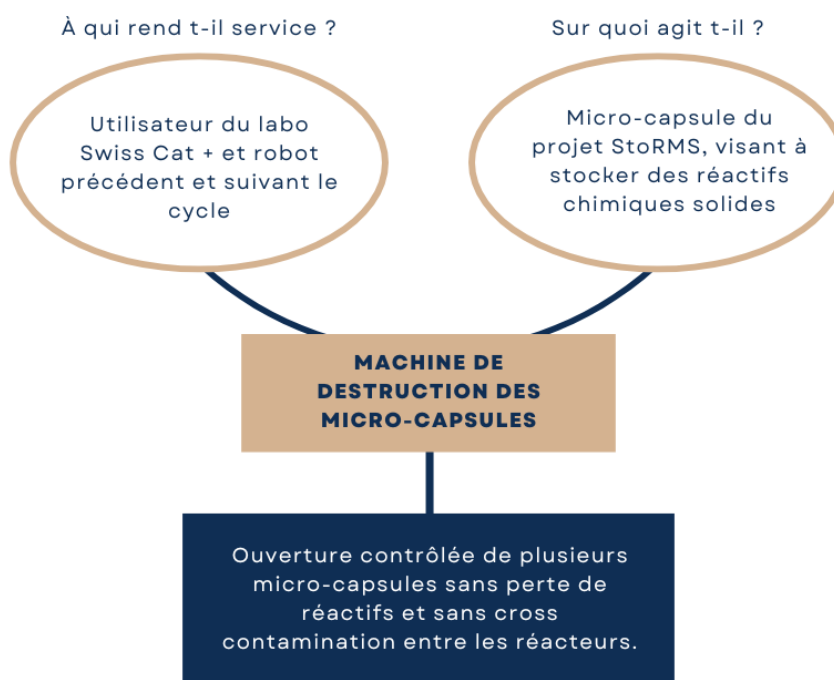 À qui rend t-il service ?
Sur quoi agit t-il ?
Utilisateur du labo
Swiss Cat + et robot
précédent et suivant le
cycle
Micro-capsule du
projet StoRMS, visant à
stocker des réactifs
chimiques solides
MACHINE DE
DESTRUCTION DES
MICRO-CAPSULES
Ouverture contrôlée de plusieurs
micro-capsules sans perte de
réactifs et sans cross
contamination entre les réacteurs.